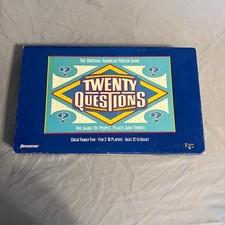 THE ORIGINAL AMERICAN PARLOR GAME
?
?
TWENTY
QUESTIONS
?
?
THE GAME OF PEOPLE, PLACES AND THINGS
PRESSMAN
GREAT FAMILY FUN - FOR 2-10 PLAYERS - AGES 12 TO ADULT